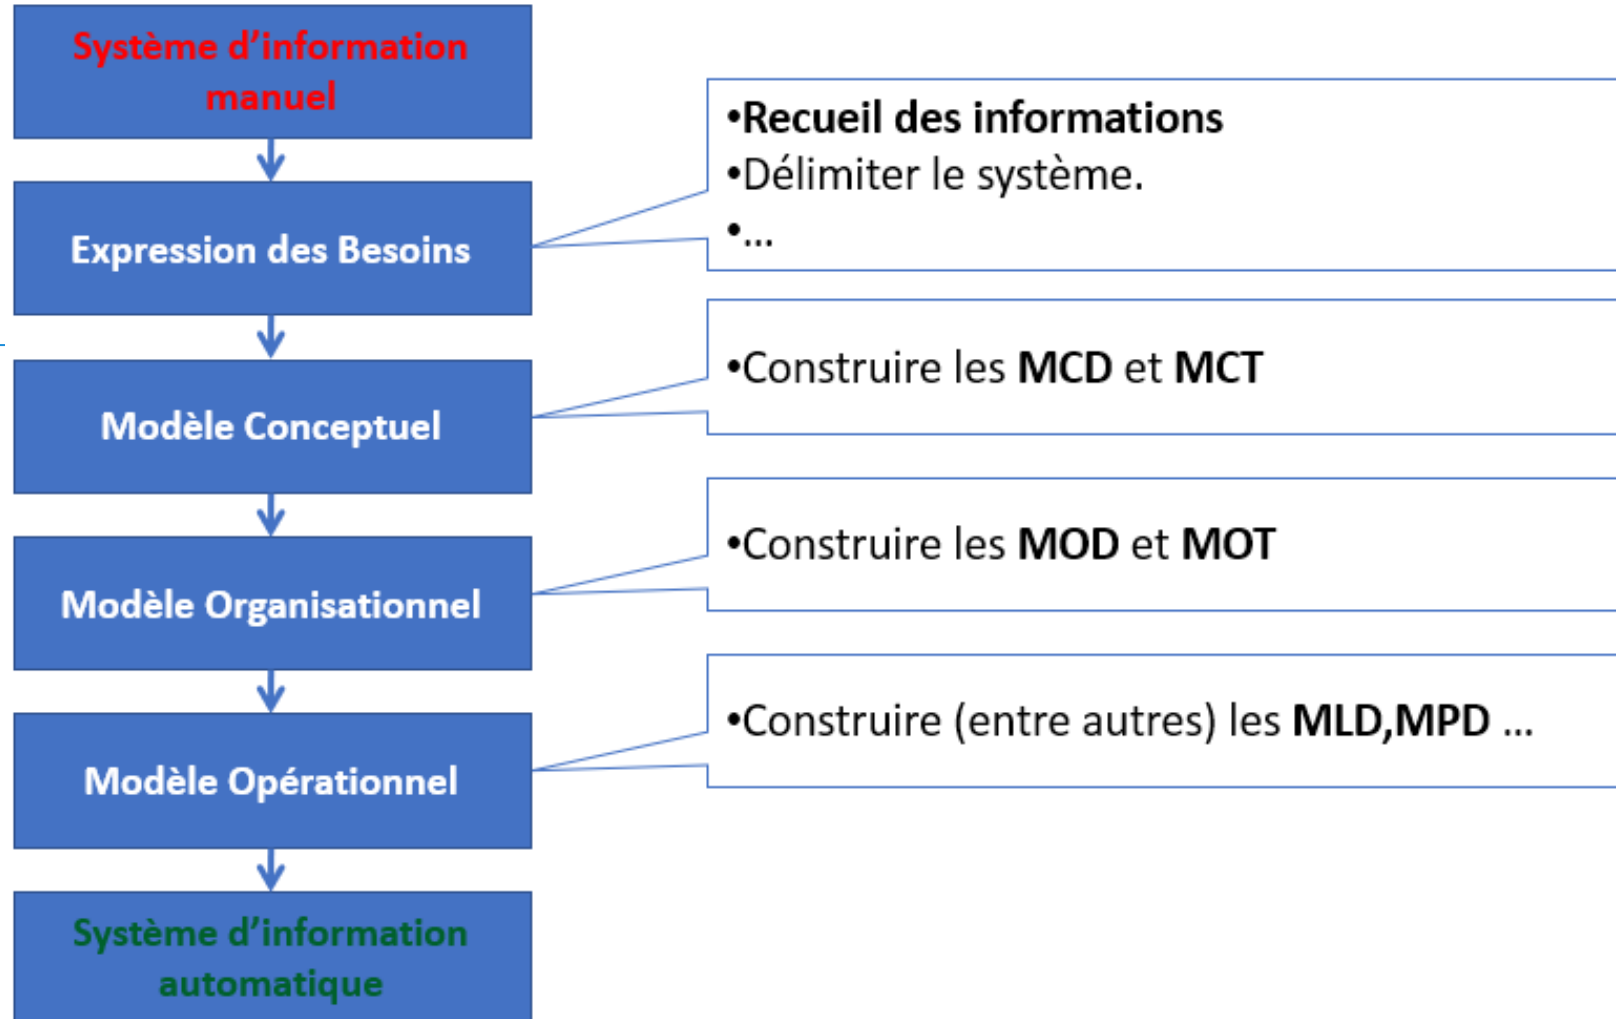 Système d’information
manuel
Expression des Besoins
•Recueil des informations
•Délimiter le système.
•...
Modèle Conceptuel
•Construire les MCD et MCT
Modèle Organisationnel
•Construire les MOD et MOT
Modèle Opérationnel
•Construire (entre autres) les MLD,MPD ...
Système d’information
automatique